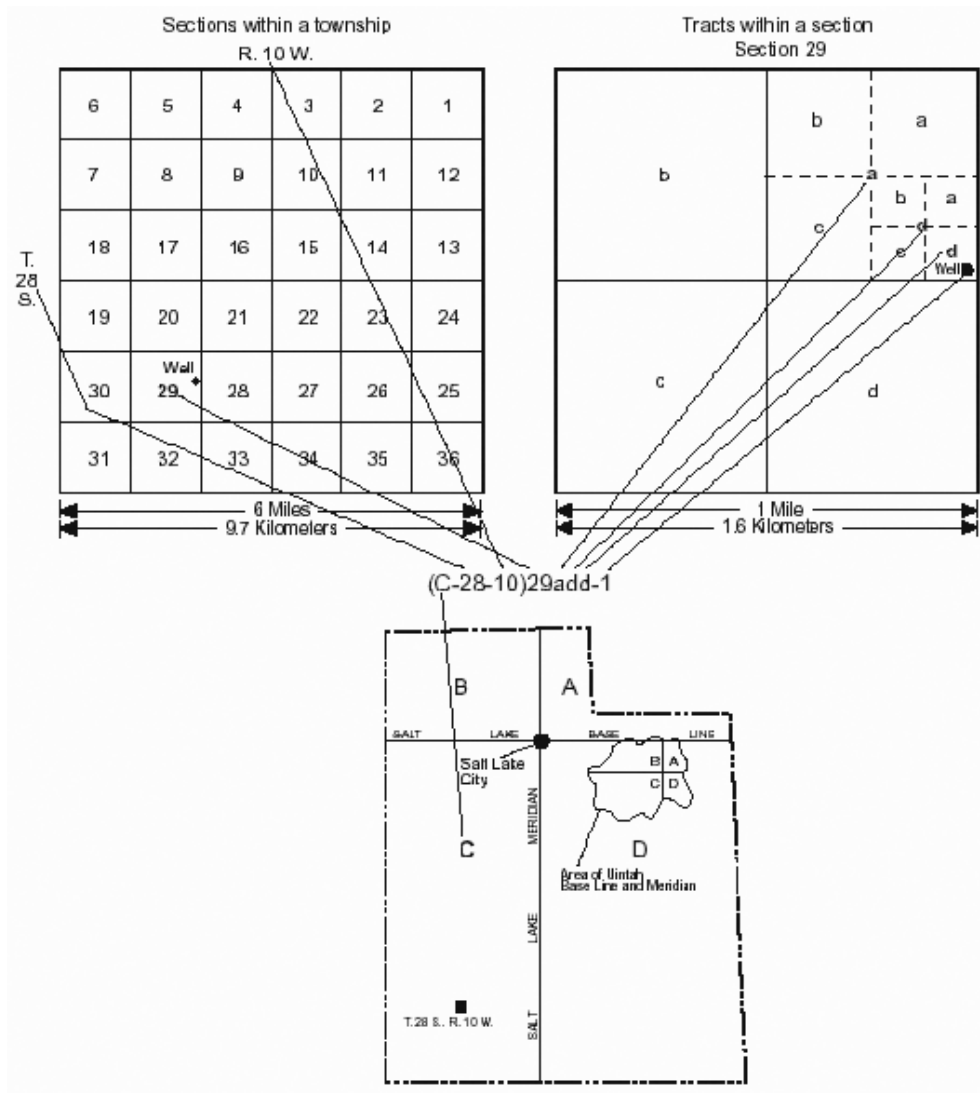 Sections within a township
R. 10 W.
6 5 4 3 2 1
7 8 9 10 11 12
18 17 16 15 14 13
T.
28
S.
19 20 21 22 23 24
Well
30 29 28 27 26 25
31 32 33 34 35 36
6 Miles
9.7 Kilometers
Tracts within a section
Section 29
b a
b a
b a
c d
c d
Well
c d
1 Mile
1.6 Kilometers
(C-28-10)29add-1
B A
SALT LAKE BASE LINE
Salt Lake
City
B A
C D
MERIDIAN
C D
Area of Uintah
Base Line and Meridian
LAKE
T. 28 S., R. 10 W.
SALT